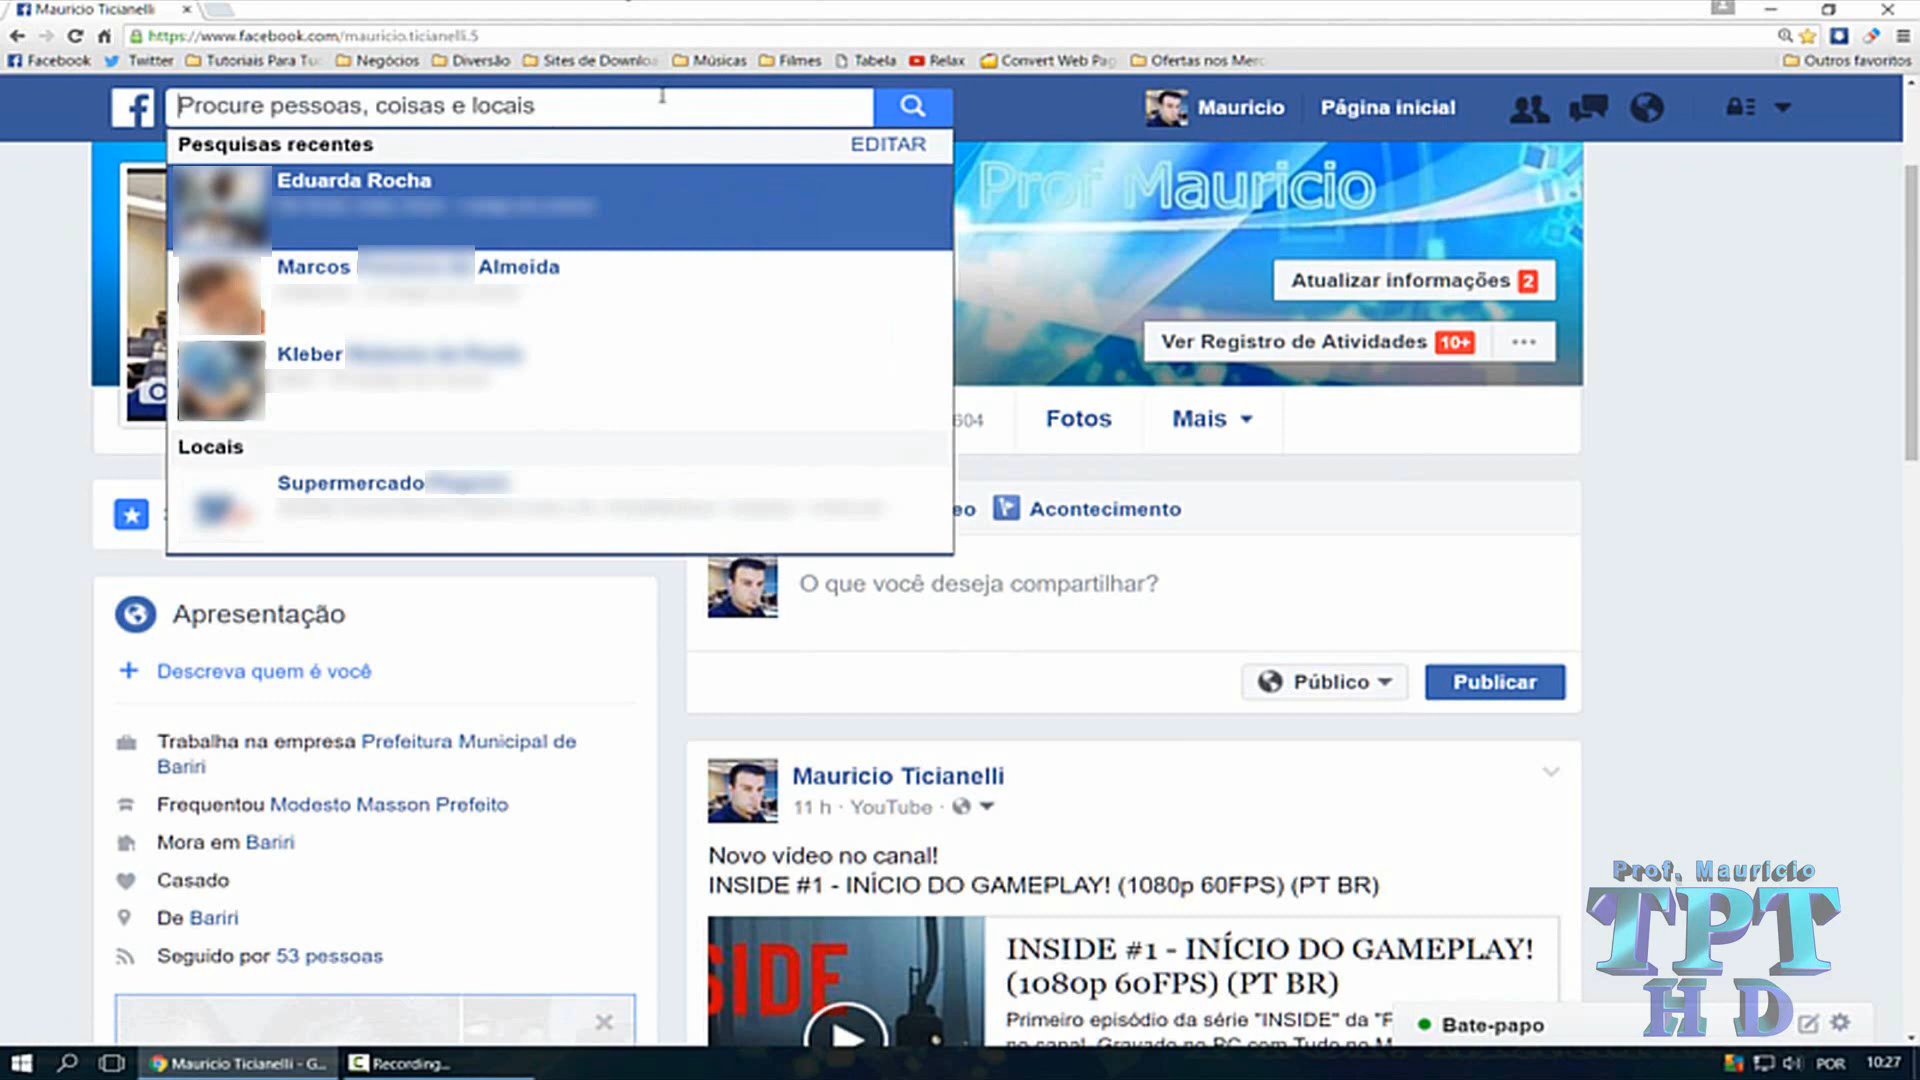 Mauricio Ticianelli
https://www.facebook.com/mauricio.ticianelli.5
Facebook Twitter Tutoriais Para Tu Negócios Diversão Sites de Downloa Músicas Filmes Tabela Relax Convert Web Pag Ofertas nos Merc Outros favoritos
Procure pessoas, coisas e locais
Mauricio Página inicial
Pesquisas recentes EDITAR
Eduarda Rocha
Marcos Almeida
Kleber
Locais
Supermercado
Prof Mauricio
Atualizar informações 2
Ver Registro de Atividades 10+ ...
604 Fotos Mais
eo Acontecimento
O que você deseja compartilhar?
Público Publicar
Apresentação
+ Descreva quem é você
Trabalha na empresa Prefeitura Municipal de
Bariri
Frequentou Modesto Masson Prefeito
Mora em Bariri
Casado
De Bariri
Seguido por 53 pessoas
Mauricio Ticianelli
11 h · YouTube ·
Novo vídeo no canal!
INSIDE #1 - INÍCIO DO GAMEPLAY! (1080p 60FPS) (PT BR)
SIDE
INSIDE #1 - INÍCIO DO GAMEPLAY!
(1080p 60FPS) (PT BR)
Primeiro episódio da série "INSIDE" da "F
no canal. Gravado no PC com Tudo no M
Prof. Mauricio
TPT
HD
Bate-papo
Mauricio Ticianelli - G...
Recording...
POR 10:27